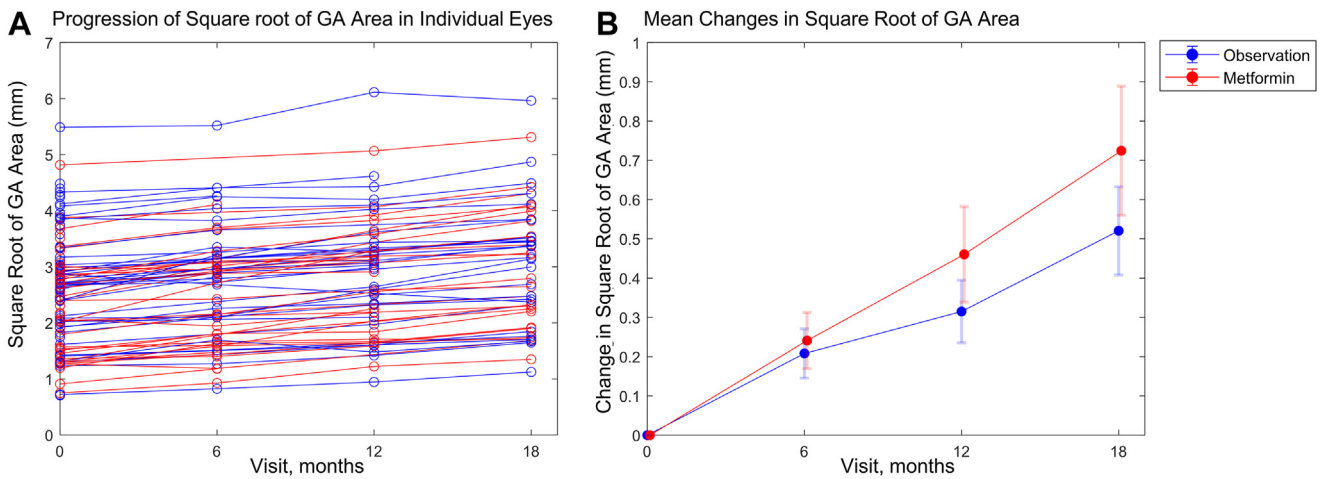 A Progression of Square root of GA Area in Individual Eyes
Square Root of GA Area (mm)
7
6
5
4
3
2
1
0
0 6 12 18
Visit, months
B Mean Changes in Square Root of GA Area
Change in Square Root of GA Area (mm)
1
0.9
0.8
0.7
0.6
0.5
0.4
0.3
0.2
0.1
0
0 6 12 18
Visit, months
Observation
Metformin